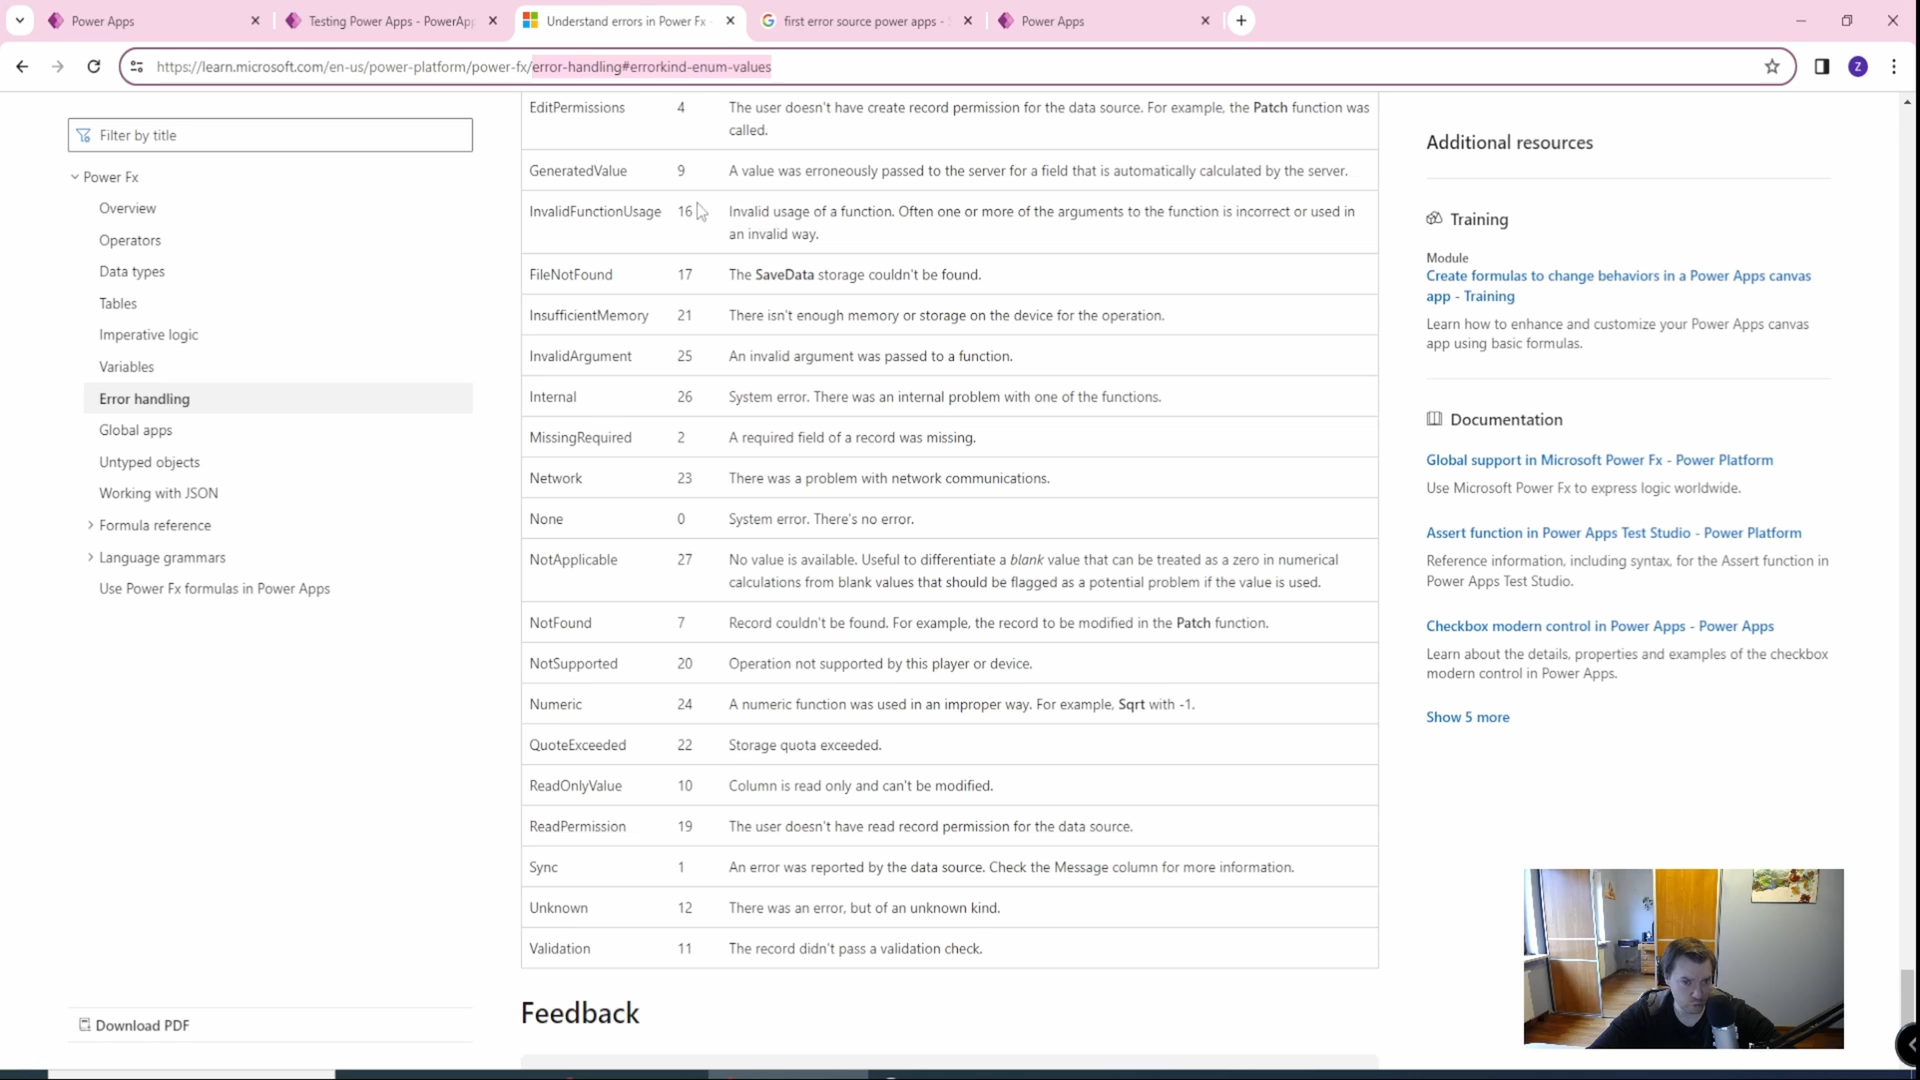 Power Apps
Testing Power Apps - PowerApp
Understand errors in Power Fx -
first error source power apps -
Power Apps
https://learn.microsoft.com/en-us/power-platform/power-fx/error-handling#errorkind-enum-values
Z
Filter by title
Power Fx
Overview
Operators
Data types
Tables
Imperative logic
Variables
Error handling
Global apps
Untyped objects
Working with JSON
Formula reference
Language grammars
Use Power Fx formulas in Power Apps
Download PDF
EditPermissions 4 The user doesn't have create record permission for the data source. For example, the Patch function was
called.
GeneratedValue 9 A value was erroneously passed to the server for a field that is automatically calculated by the server.
InvalidFunctionUsage 16 Invalid usage of a function. Often one or more of the arguments to the function is incorrect or used in
an invalid way.
FileNotFound 17 The SaveData storage couldn't be found.
InsufficientMemory 21 There isn't enough memory or storage on the device for the operation.
InvalidArgument 25 An invalid argument was passed to a function.
Internal 26 System error. There was an internal problem with one of the functions.
MissingRequired 2 A required field of a record was missing.
Network 23 There was a problem with network communications.
None 0 System error. There's no error.
NotApplicable 27 No value is available. Useful to differentiate a blank value that can be treated as a zero in numerical
calculations from blank values that should be flagged as a potential problem if the value is used.
NotFound 7 Record couldn't be found. For example, the record to be modified in the Patch function.
NotSupported 20 Operation not supported by this player or device.
Numeric 24 A numeric function was used in an improper way. For example, Sqrt with -1.
QuoteExceeded 22 Storage quota exceeded.
ReadOnlyValue 10 Column is read only and can't be modified.
ReadPermission 19 The user doesn't have read record permission for the data source.
Sync 1 An error was reported by the data source. Check the Message column for more information.
Unknown 12 There was an error, but of an unknown kind.
Validation 11 The record didn't pass a validation check.
Feedback
Additional resources
Training
Module
Create formulas to change behaviors in a Power Apps canvas
app - Training
Learn how to enhance and customize your Power Apps canvas
app using basic formulas.
Documentation
Global support in Microsoft Power Fx - Power Platform
Use Microsoft Power Fx to express logic worldwide.
Assert function in Power Apps Test Studio - Power Platform
Reference information, including syntax, for the Assert function in
Power Apps Test Studio.
Checkbox modern control in Power Apps - Power Apps
Learn about the details, properties and examples of the checkbox
modern control in Power Apps.
Show 5 more